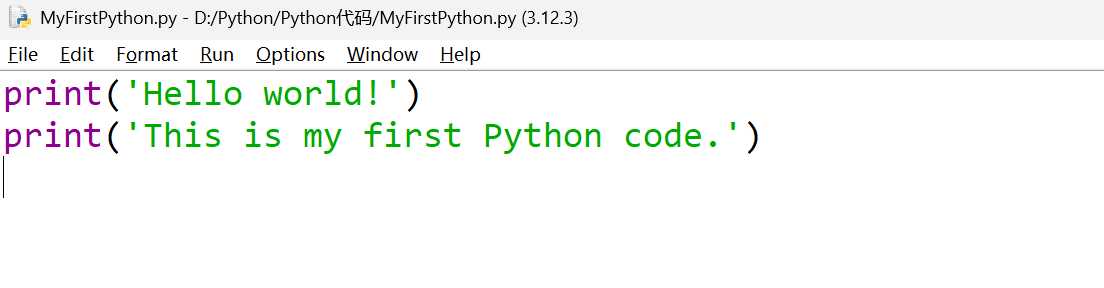 MyFirstPython.py - D:/Python/Python代码/MyFirstPython.py (3.12.3)
File Edit Format Run Options Window Help
print('Hello world!')
print('This is my first Python code.')